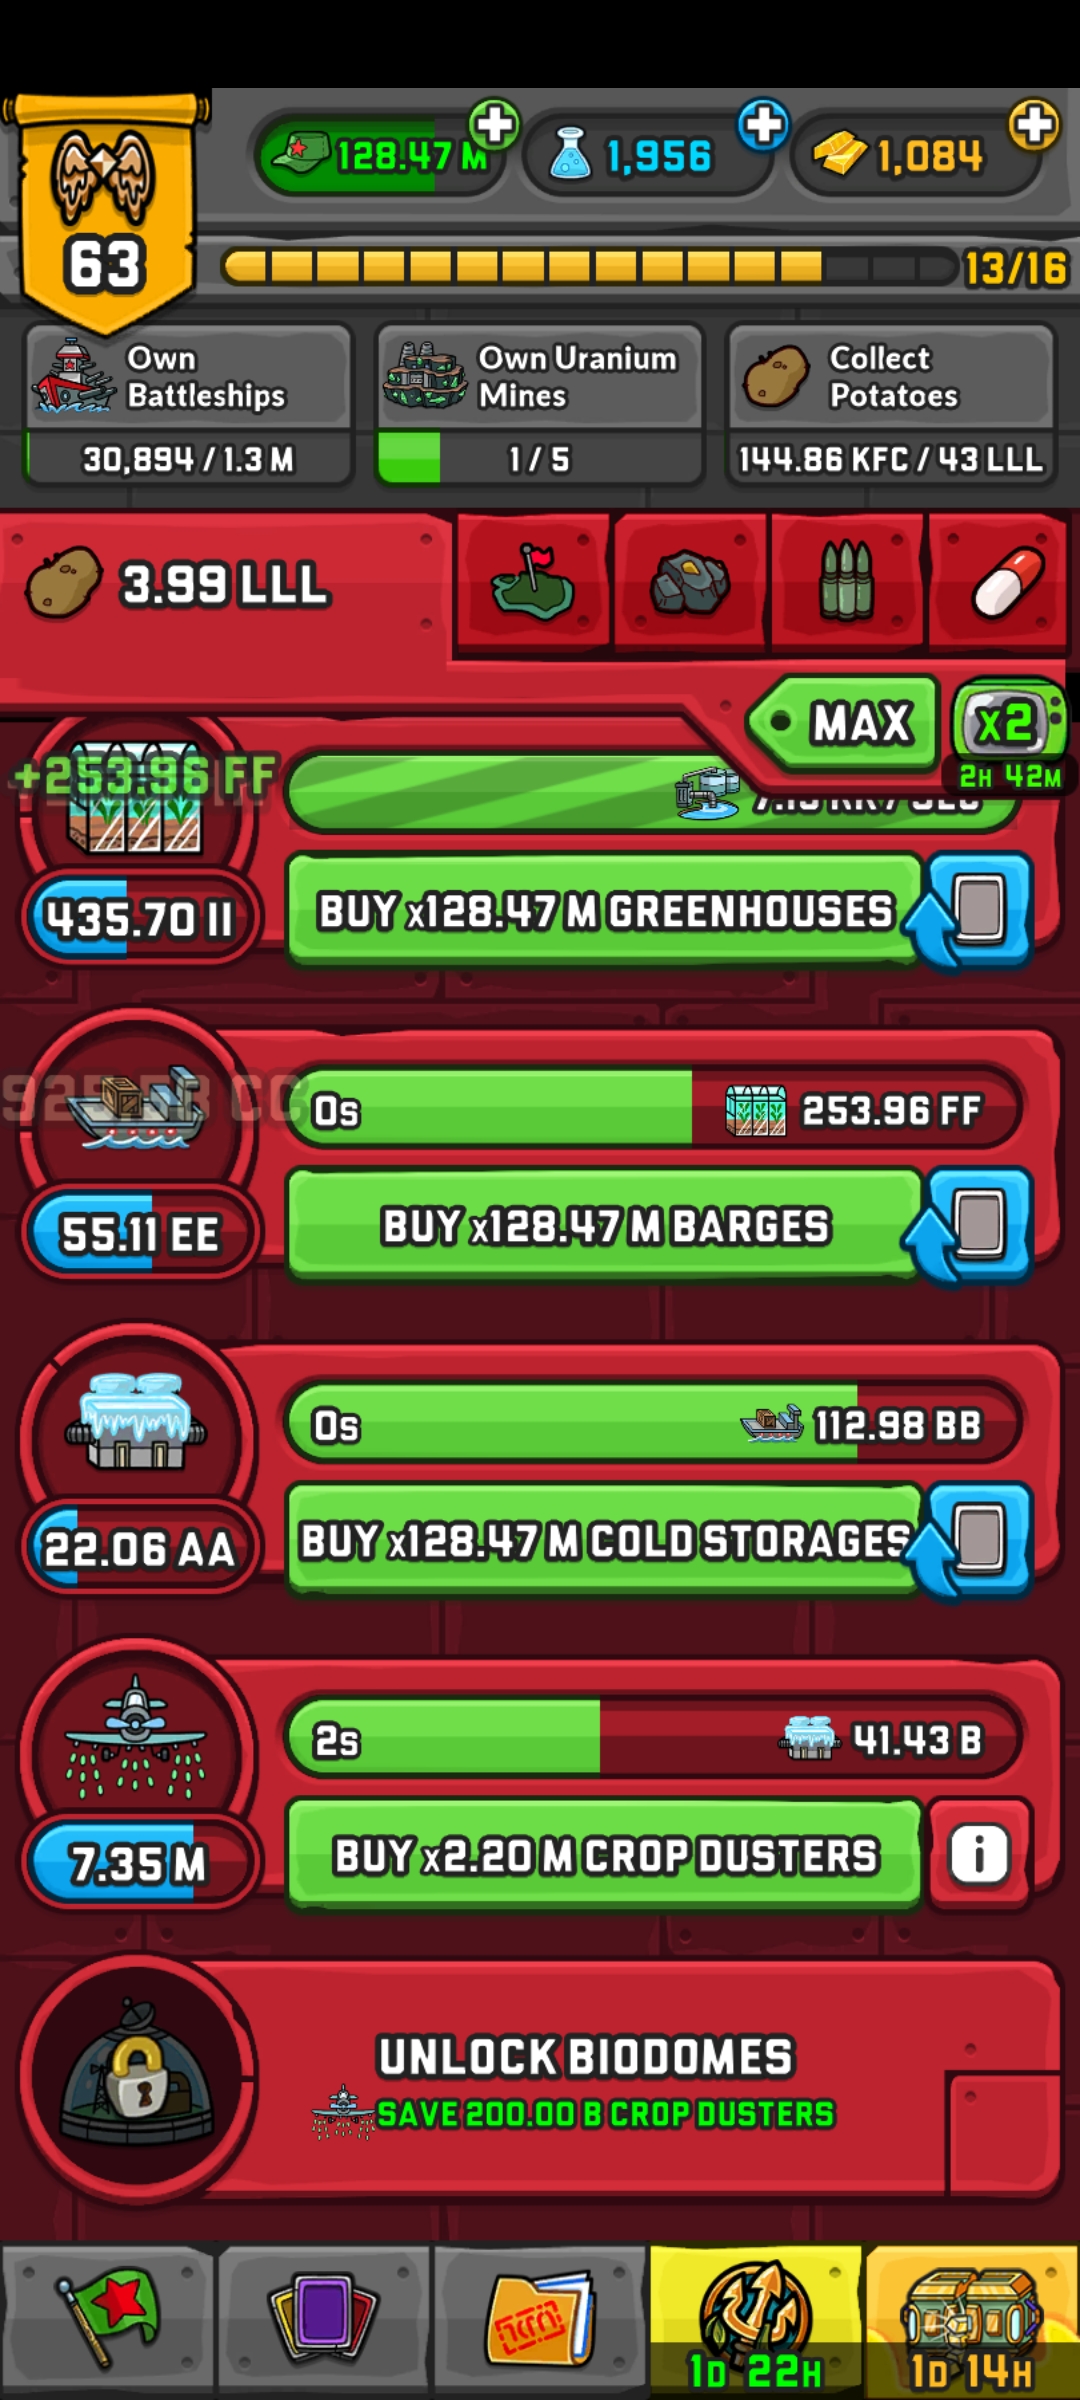 128.47 M
1,956
1,084
63
13/16
Own
Battleships
30,894 / 1.3 M
Own Uranium
Mines
1 / 5
Collect
Potatoes
144.86 KFC / 43 LLL
3.99 LLL
MAX
x2
2H 42M
+253.96 FF
435.70 II
BUY x128.47 M GREENHOUSES
0s
253.96 FF
55.11 EE
BUY x128.47 M BARGES
0s
112.98 BB
22.06 AA
BUY x128.47 M COLD STORAGES
2s
41.43 B
7.35 M
BUY x2.20 M CROP DUSTERS
i
UNLOCK BIODOMES
SAVE 200.00 B CROP DUSTERS
1D 22H
1D 14H